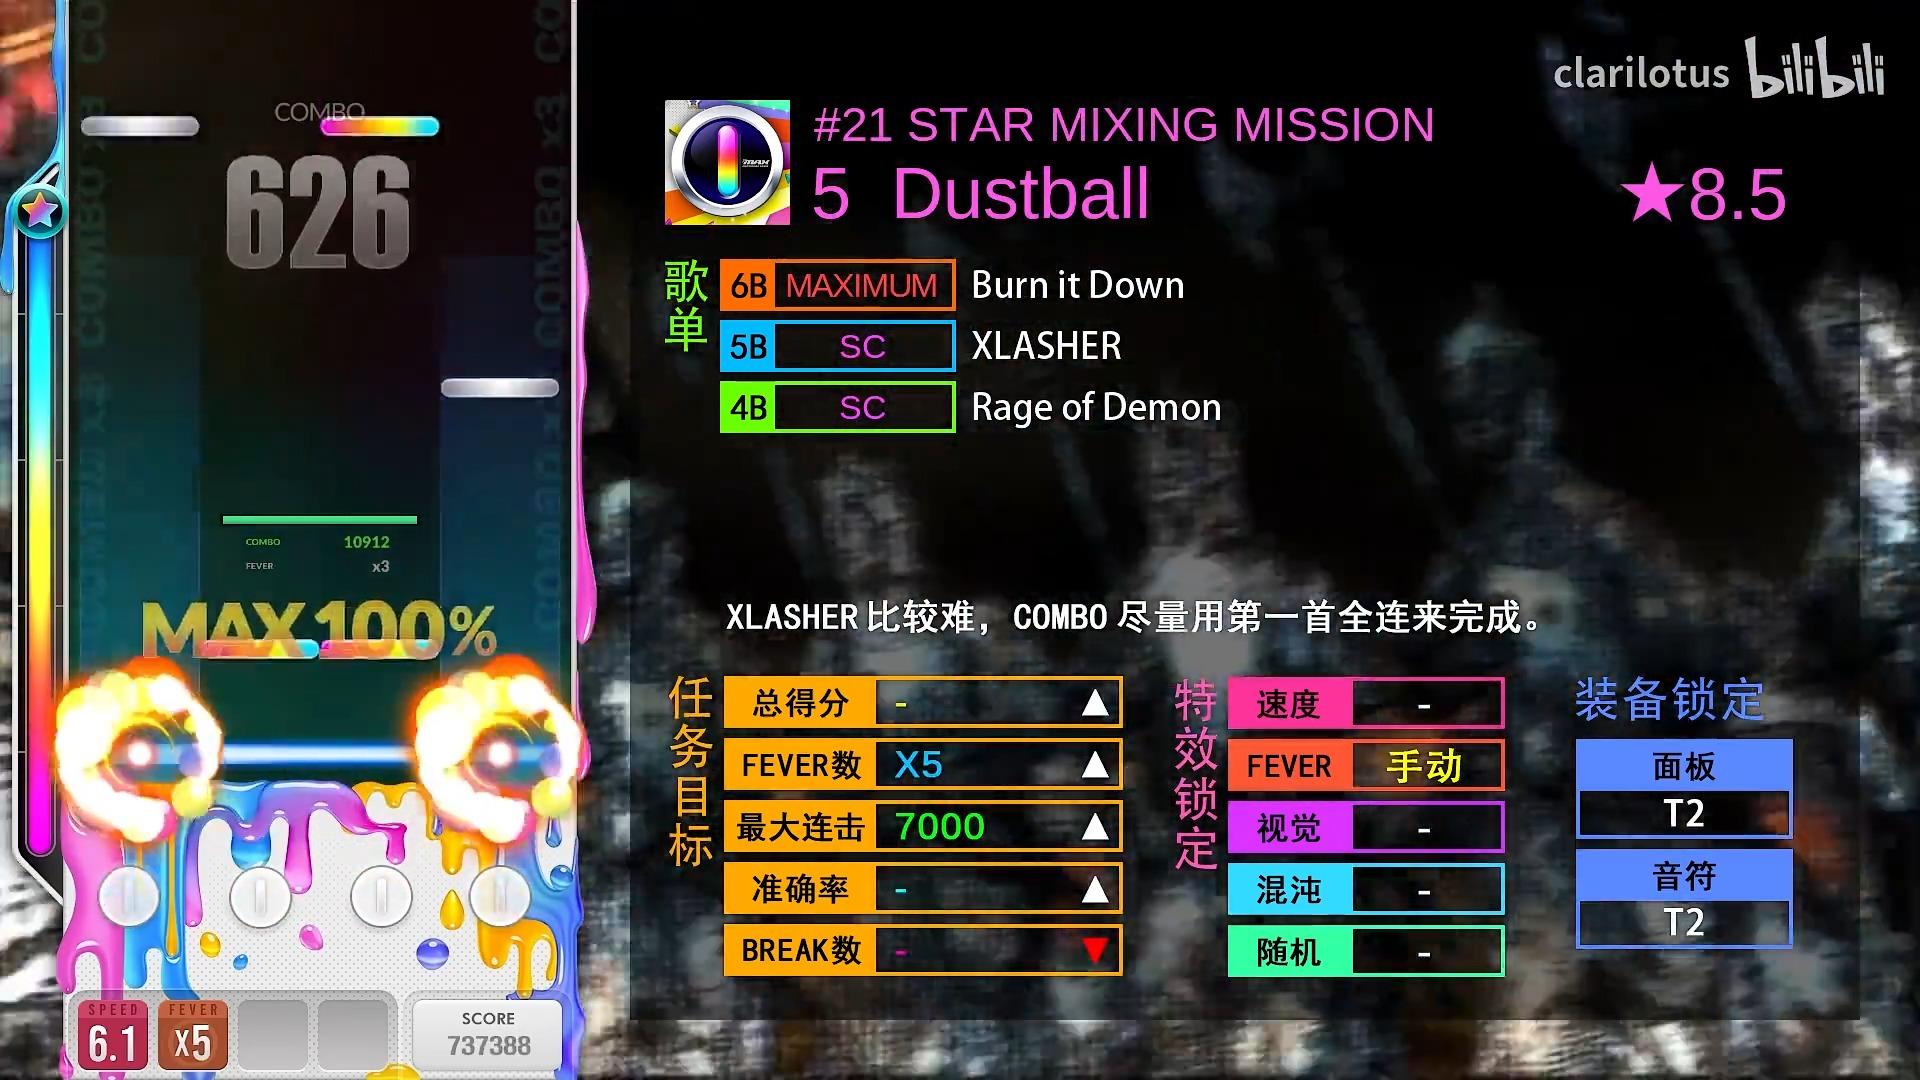 clarilotus bilibili
COMBO
626
#21 STAR MIXING MISSION
5 Dustball
★8.5
歌单
6B MAXIMUM Burn it Down
5B SC XLASHER
4B SC Rage of Demon
COMBO 10912
FEVER x3
MAX 100%
XLASHER 比较难，COMBO 尽量用第一首全连来完成。
任务目标
总得分 - ▲
FEVER数 X5 ▲
最大连击 7000 ▲
准确率 - ▲
BREAK数 - ▼
特效锁定
速度 -
FEVER 手动
视觉 -
混沌 -
随机 -
装备锁定
面板
T2
音符
T2
SPEED
6.1
FEVER
x5
SCORE
737388
COMBO x3
COMBO x3